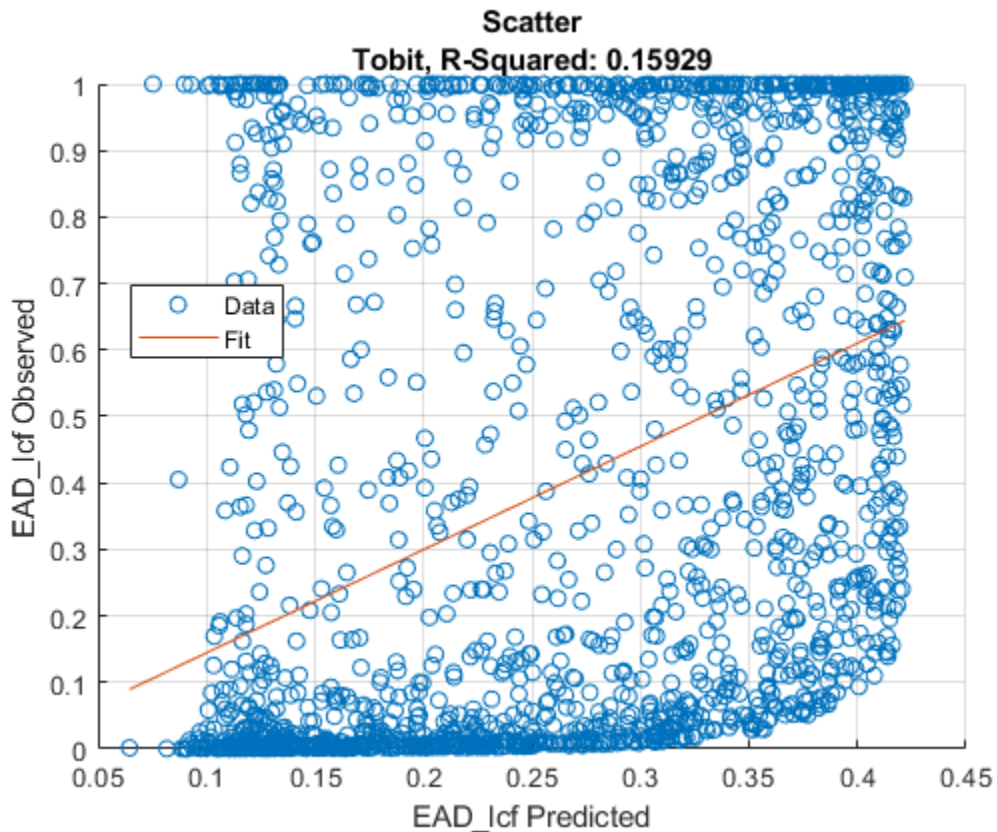 Scatter
Tobit, R-Squared: 0.15929
1
0.9
0.8
0.7
0.6
0.5
0.4
0.3
0.2
0.1
0
EAD_lcf Observed
Data
Fit
0.05 0.1 0.15 0.2 0.25 0.3 0.35 0.4 0.45
EAD_lcf Predicted